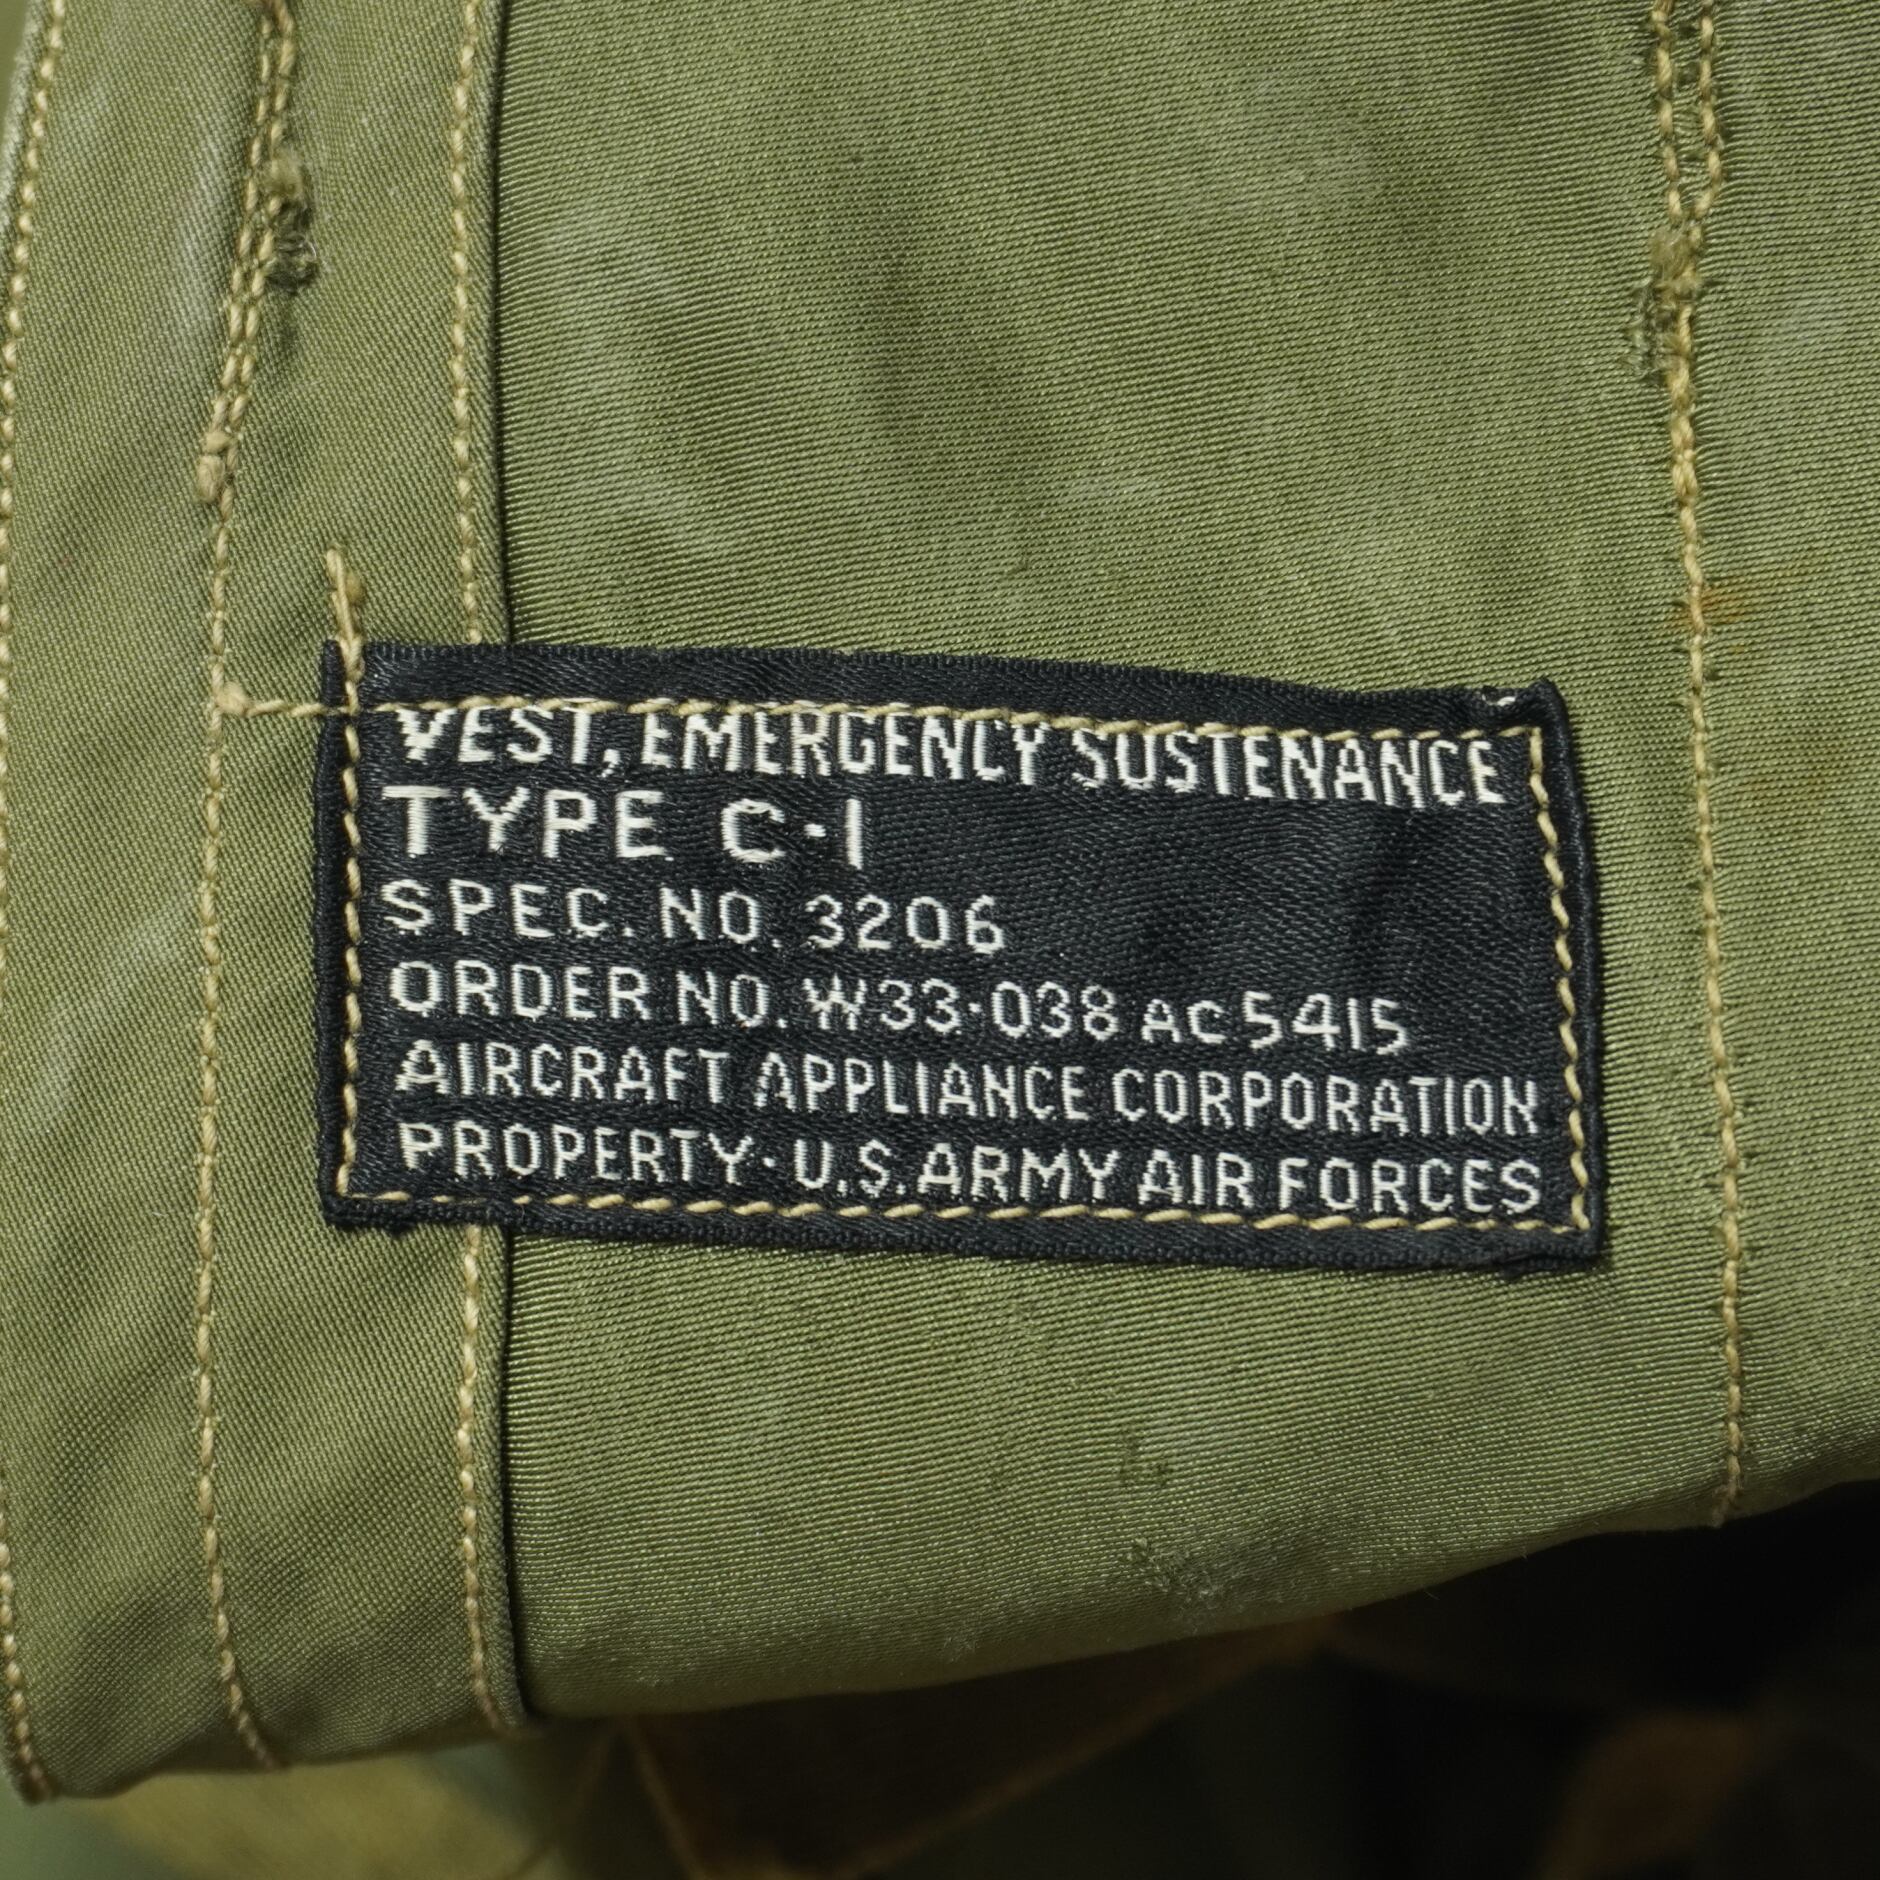 VEST, EMERGENCY SUSTENANCE
TYPE C-1
SPEC. NO. 3206
ORDER NO. W33-038 AC 5415
AIRCRAFT APPLIANCE CORPORATION
PROPERTY-U.S. ARMY AIR FORCES